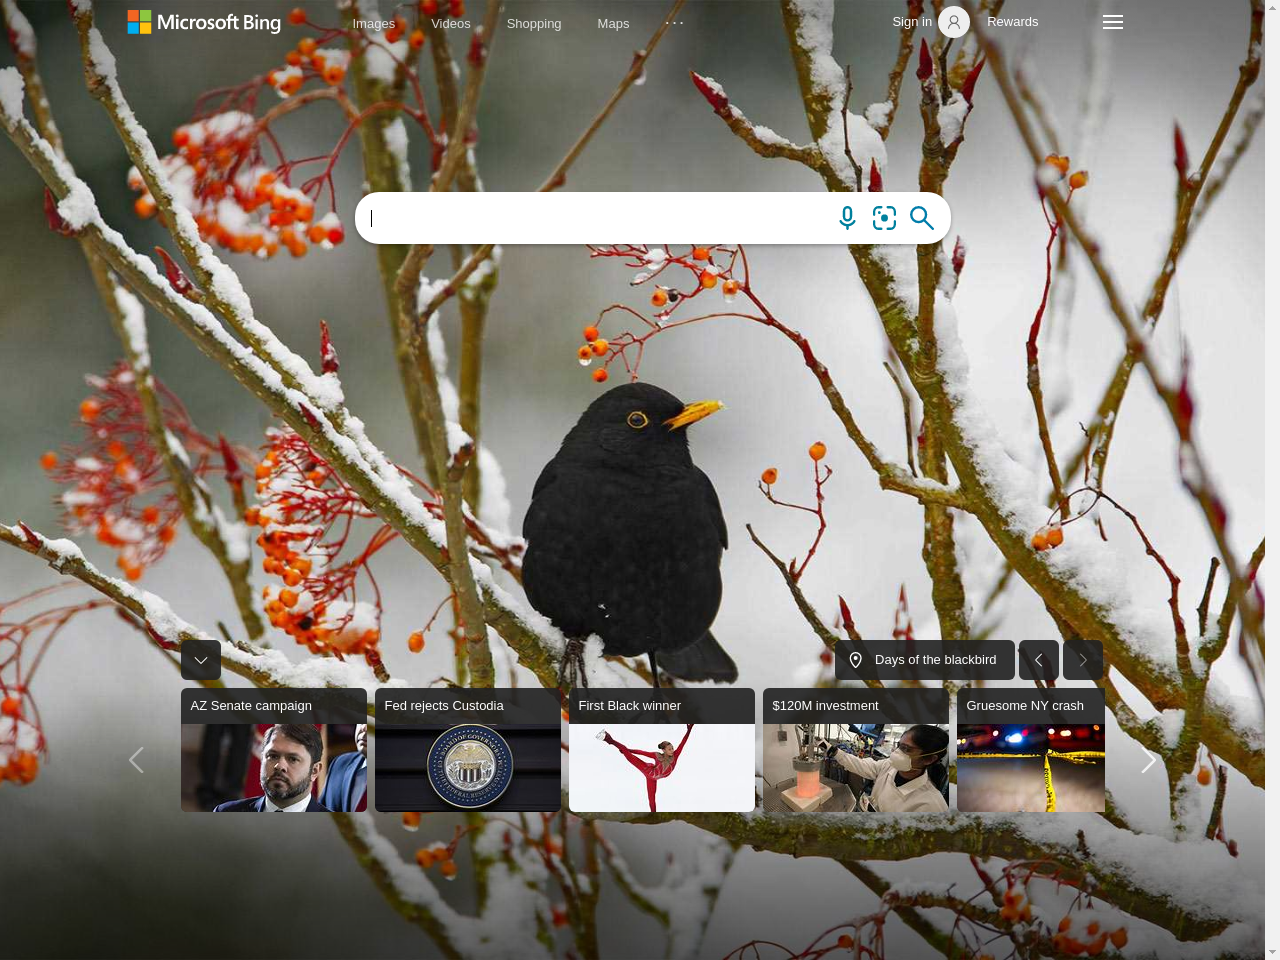 Microsoft Bing
Images
Videos
Shopping
Maps
Sign in
Rewards
Days of the blackbird
AZ Senate campaign
Fed rejects Custodia
First Black winner
$120M investment
Gruesome NY crash